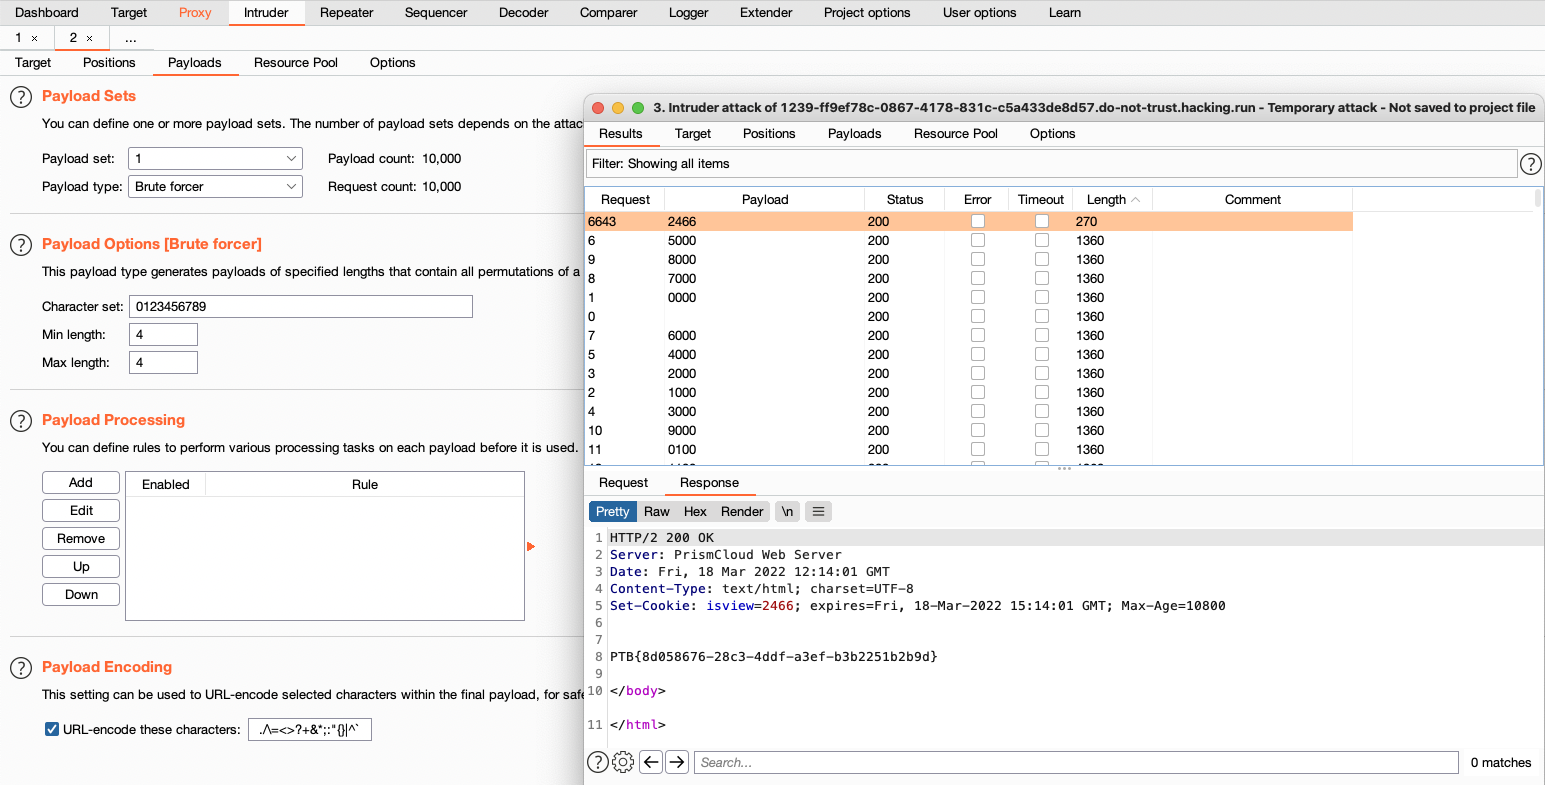 Dashboard Target Proxy Intruder Repeater Sequencer Decoder Comparer Logger Extender Project options User options Learn
1 × 2 × ...
Target Positions Payloads Resource Pool Options
? Payload Sets
You can define one or more payload sets. The number of payload sets depends on the attac
Payload set: 1 Payload count: 10,000
Payload type: Brute forcer Request count: 10,000
? Payload Options [Brute forcer]
This payload type generates payloads of specified lengths that contain all permutations of a
Character set: 0123456789
Min length: 4
Max length: 4
? Payload Processing
You can define rules to perform various processing tasks on each payload before it is used.
Add Enabled Rule
Edit
Remove
Up
Down
? Payload Encoding
This setting can be used to URL-encode selected characters within the final payload, for safe
URL-encode these characters: ./\=<>?+&*;:"{}|^`
3. Intruder attack of 1239-ff9ef78c-0867-4178-831c-c5a433de8d57.do-not-trust.hacking.run - Temporary attack - Not saved to project file
Results Target Positions Payloads Resource Pool Options
Filter: Showing all items ?
Request Payload Status Error Timeout Length Comment
6643 2466 200 270
6 5000 200 1360
9 8000 200 1360
8 7000 200 1360
1 0000 200 1360
0 200 1360
7 6000 200 1360
5 4000 200 1360
3 2000 200 1360
2 1000 200 1360
4 3000 200 1360
10 9000 200 1360
11 0100 200 1360
Request Response
Pretty Raw Hex Render \n
1 HTTP/2 200 OK
2 Server: PrismCloud Web Server
3 Date: Fri, 18 Mar 2022 12:14:01 GMT
4 Content-Type: text/html; charset=UTF-8
5 Set-Cookie: isview=2466; expires=Fri, 18-Mar-2022 15:14:01 GMT; Max-Age=10800
6
7
8 PTB{8d058676-28c3-4ddf-a3ef-b3b2251b2b9d}
9
10 </body>
11 </html>
? Search... 0 matches